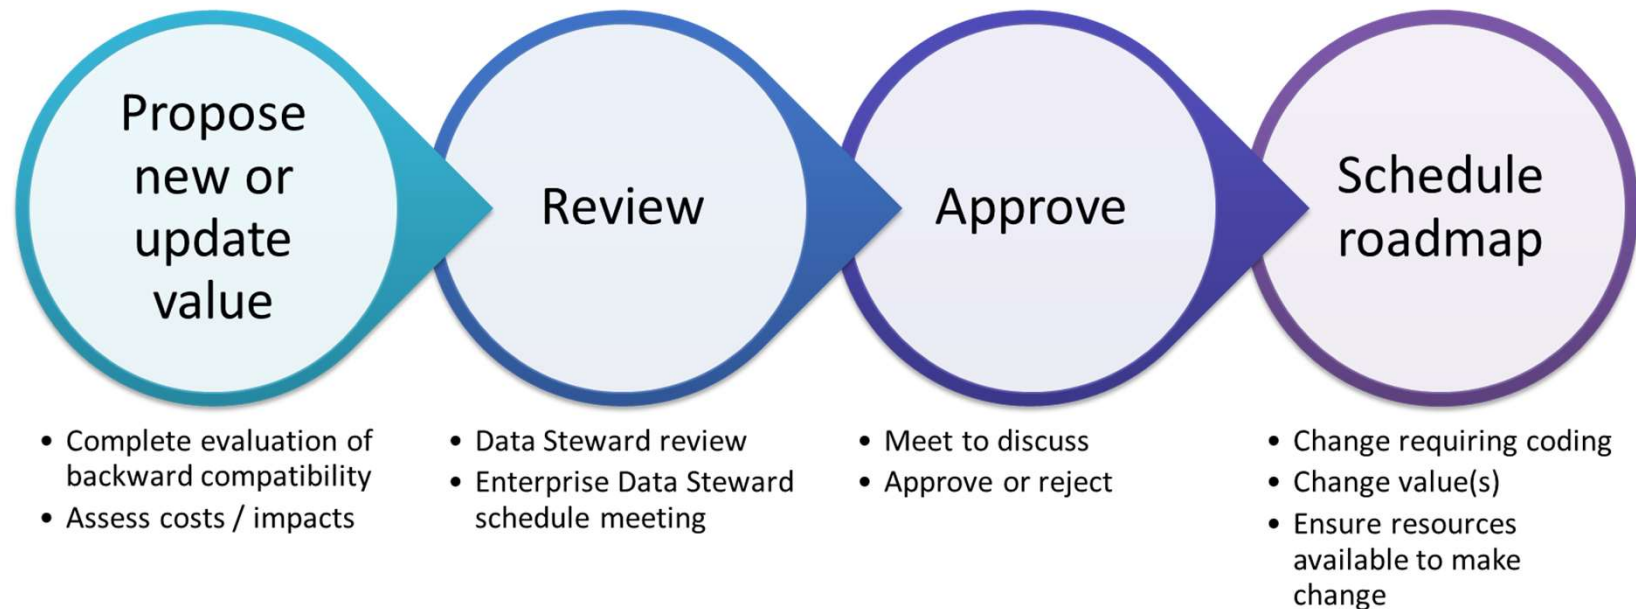 Propose
new or
update
value
Review
Approve
Schedule
roadmap
• Complete evaluation of
backward compatibility
• Assess costs / impacts
• Data Steward review
• Enterprise Data Steward
schedule meeting
• Meet to discuss
• Approve or reject
• Change requiring coding
• Change value(s)
• Ensure resources
available to make
change